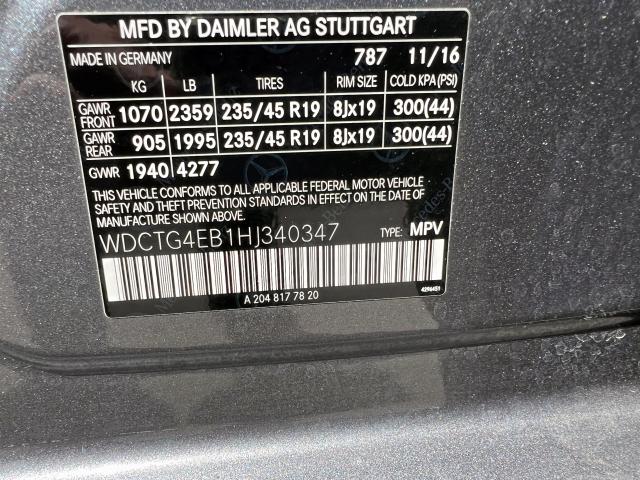 MFD BY DAIMLER AG STUTTGART
MADE IN GERMANY 787 11/16
KG LB TIRES RIM SIZE COLD KPA(PSI)
GAWR FRONT 1070 2359 235/45 R19 8Jx19 300(44)
GAWR REAR 905 1995 235/45 R19 8Jx19 300(44)
GVWR 1940 4277
THIS VEHICLE CONFORMS TO ALL APPLICABLE FEDERAL MOTOR VEHICLE
SAFETY, BUMPER, AND THEFT PREVENTION STANDARDS IN EFFECT ON THE DATE
OF MANUFACTURE SHOWN ABOVE.
WDCTG4EB1HJ340347 TYPE: MPV
A 204 817 78 20
4296451